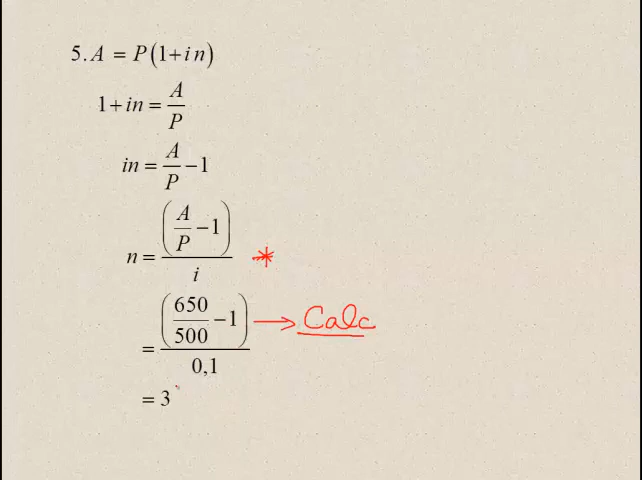 5. A = P(1+in)
1+in = A/P
in = A/P −1
n = (A/P −1)/i *
= (650/500 −1)/0,1 → Calc
= 3